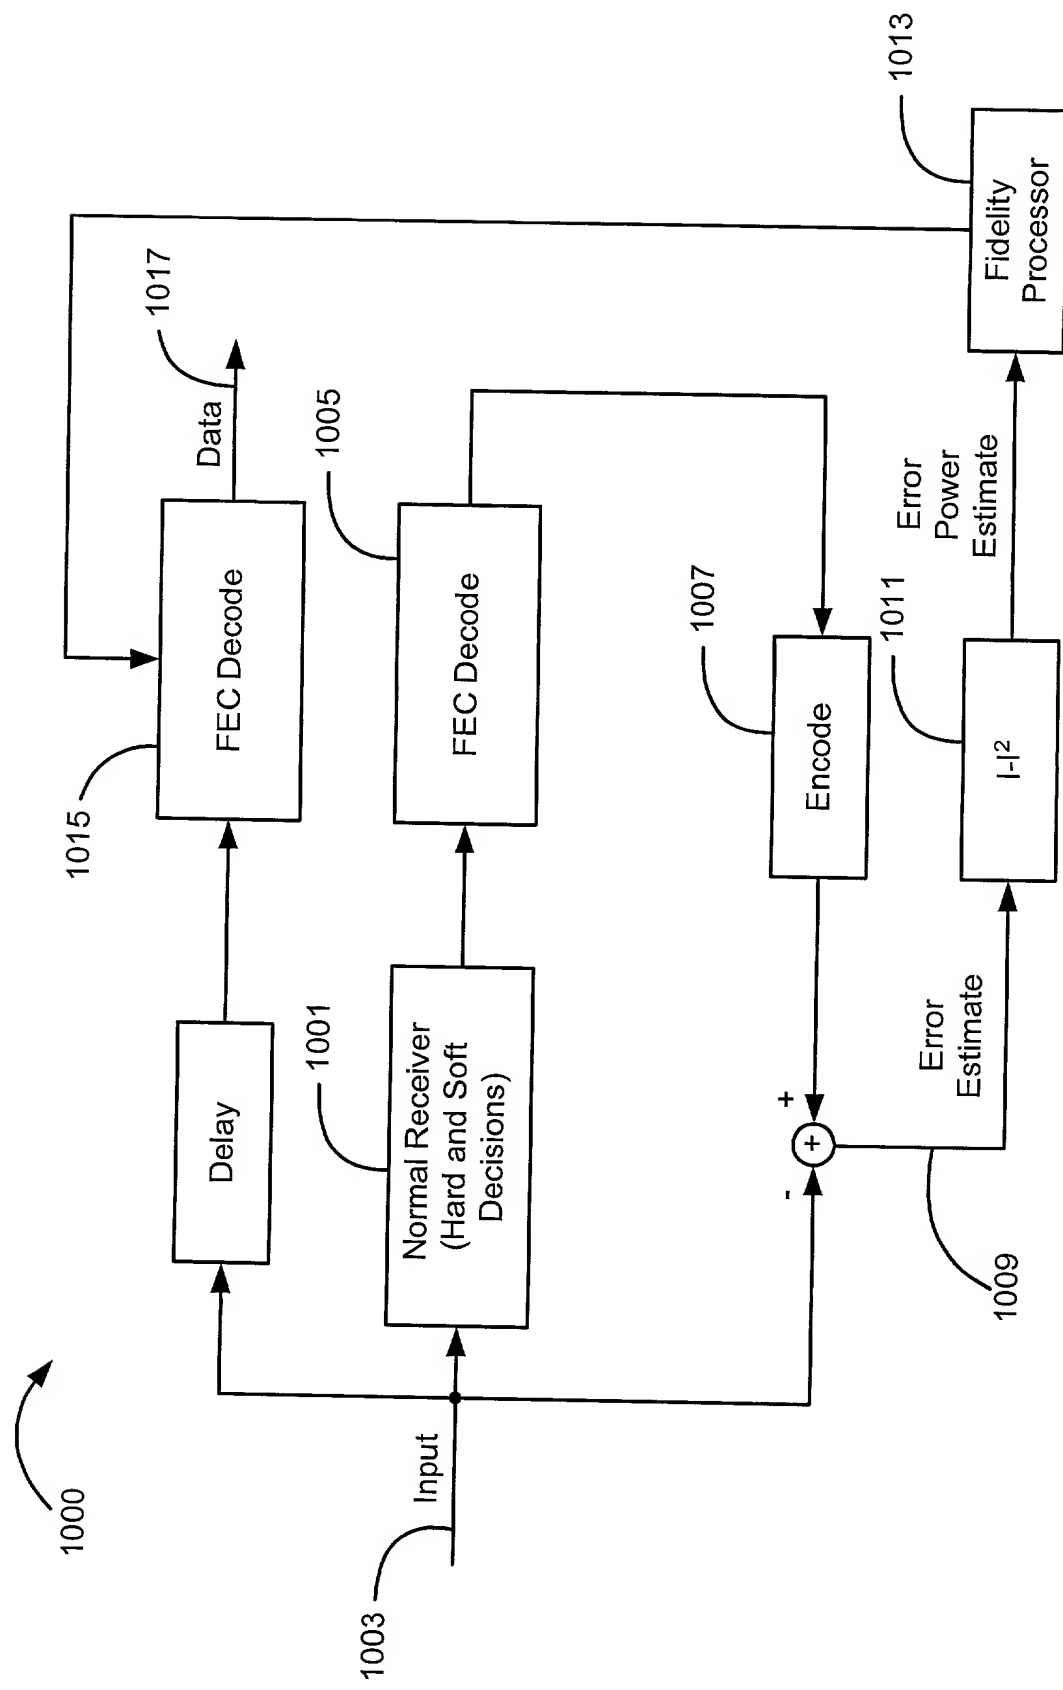 1000
1003
Input
Delay
1015
FEC Decode
Data
1017
1001
Normal Receiver
(Hard and Soft
Decisions)
FEC Decode
1005
1007
Encode
+
-
+
1009
Error
Estimate
1011
|-|²
Error
Power
Estimate
Fidelity
Processor
1013